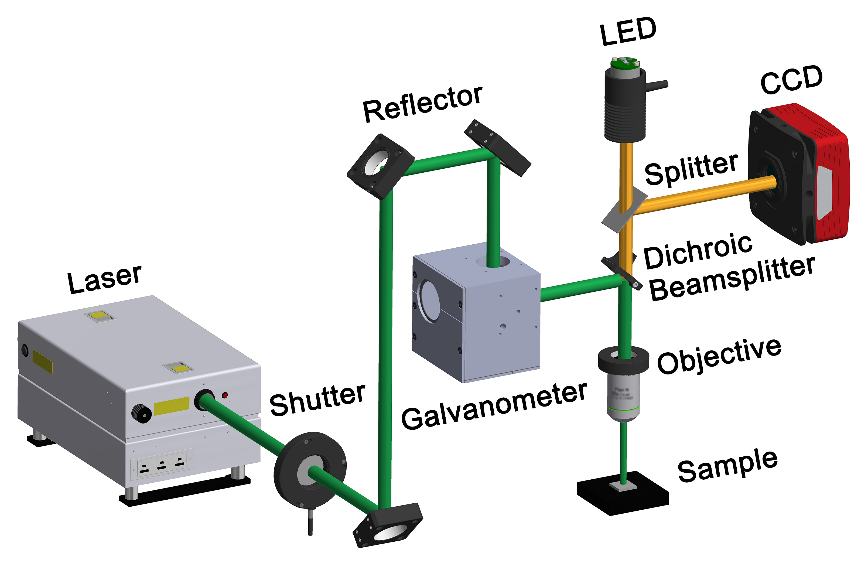 LED
CCD
Reflector
Splitter
Dichroic
Beamsplitter
Laser
Shutter
Galvanometer
Objective
Sample